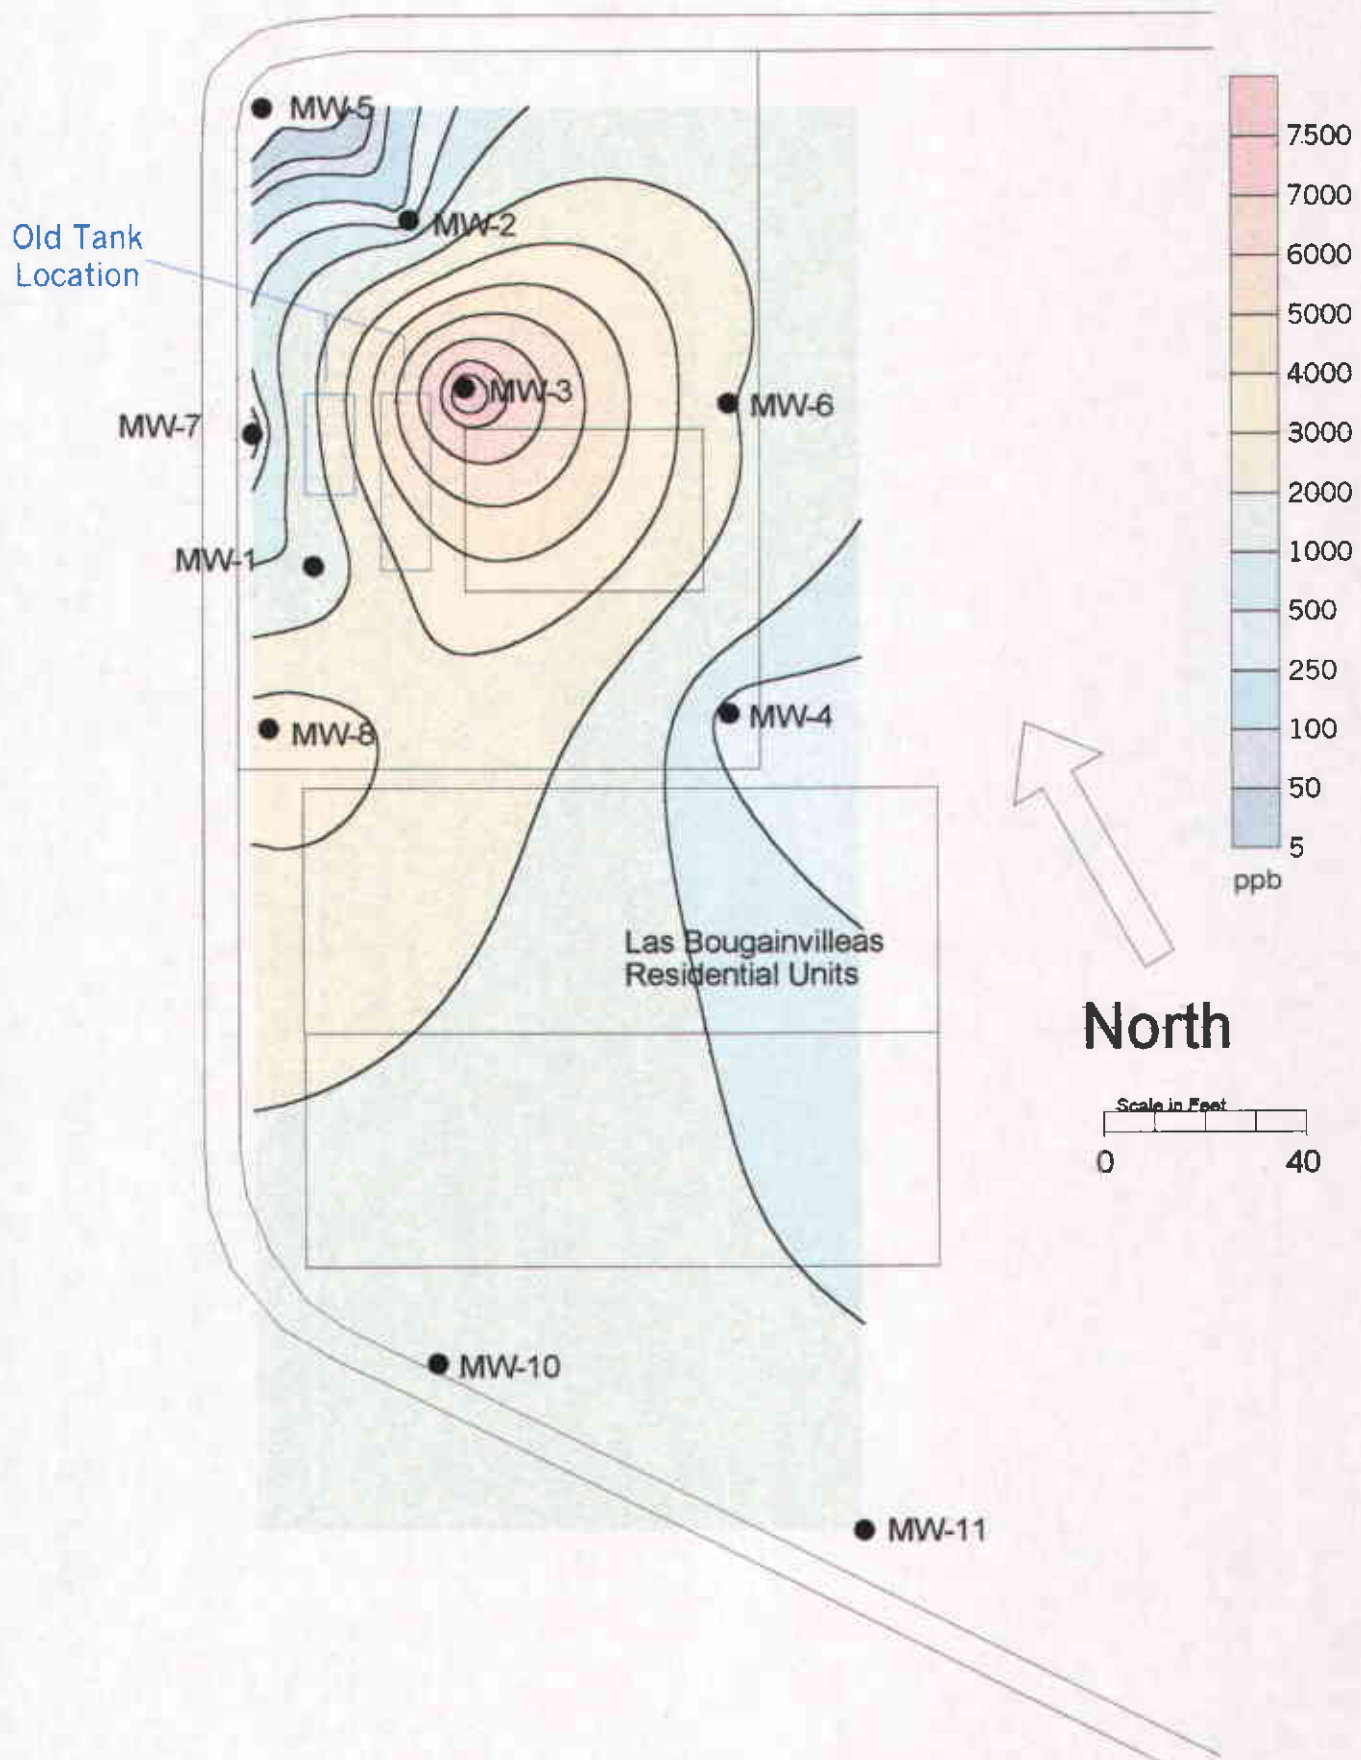 MW-5
MW-2
Old Tank
Location
MW-3
MW-6
MW-7
MW-1
MW-4
MW-8
7500
7000
6000
5000
4000
3000
2000
1000
500
250
100
50
5
ppb
Las Bougainvilleas
Residential Units
North
Scale in Feet
0 40
MW-10
MW-11